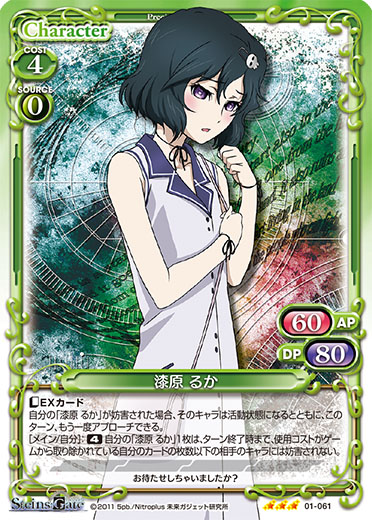 Character
COST
4
SOURCE
0
60 AP
DP 80
漆原 るか
EXカード
自分の「漆原 るか」が妨害された場合、そのキャラは活動状態になるとともに、この
ターン、もう一度アプローチできる。
[メイン/自分]: 4 自分の「漆原 るか」1枚は、ターン終了時まで、使用コストがゲ
ームから取り除かれている自分のカードの枚数以下の相手のキャラには妨害されない。
お待たせしちゃいましたか?
Steins;Gate
©2011 5pb./Nitroplus 未来ガジェット研究所
01-061